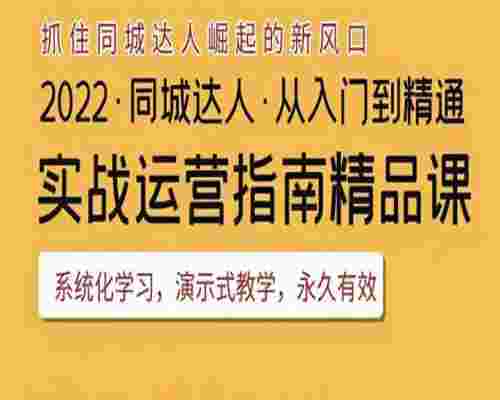 抓住同城达人崛起的新风口
2022·同城达人·从入门到精通
实战运营指南精品课
系统化学习，演示式教学，永久有效